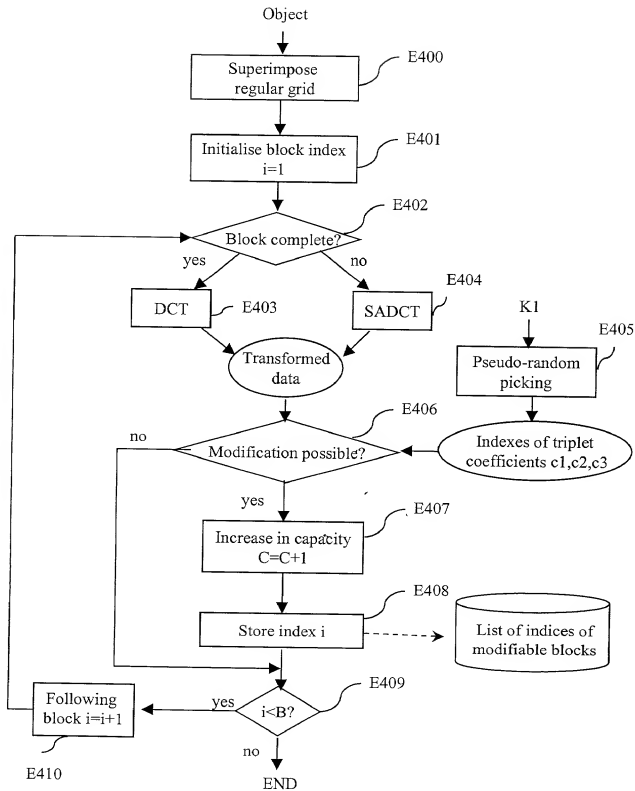 Object
Superimpose
regular grid
E400
Initialise block index
i=1
E401
Block complete?
E402
yes
no
DCT
E403
SADCT
E404
K1
E405
Pseudo-random
picking
Transformed
data
E406
no
Modification possible?
Indexes of triplet
coefficients c1,c2,c3
yes
E407
Increase in capacity
C=C+1
E408
Store index i
List of indices of
modifiable blocks
E409
Following
block i=i+1
yes
i<B?
E410
no
END